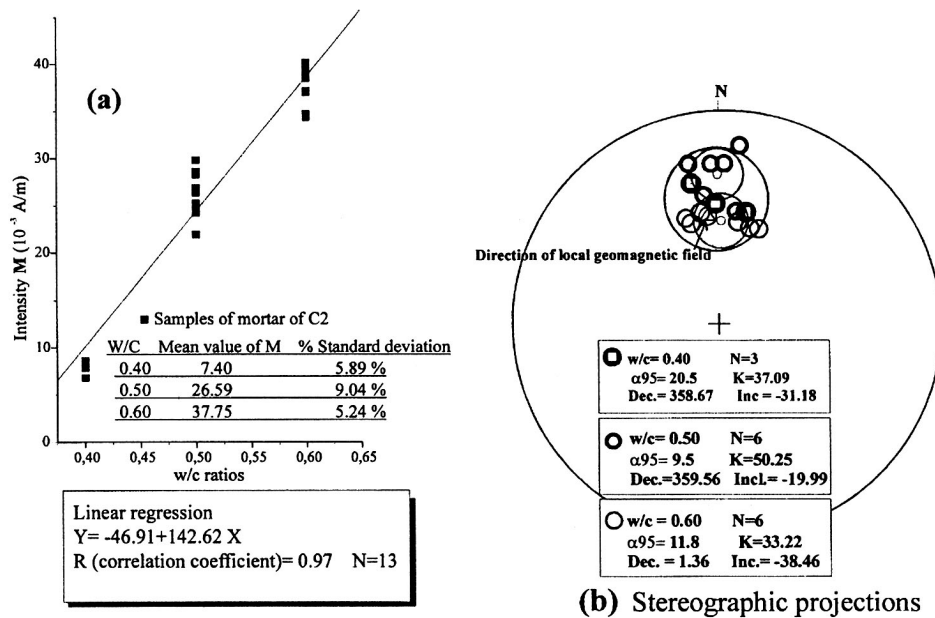 (a)
Intensity M (10⁻³ A/m)
40
30
20
10
0
■ Samples of mortar of C2
W/C Mean value of M % Standard deviation
0.40 7.40 5.89 %
0.50 26.59 9.04 %
0.60 37.75 5.24 %
0,40 0,45 0,50 0,55 0,60 0,65
w/c ratios
Linear regression
Y= -46.91+142.62 X
R (correlation coefficient)= 0.97 N=13
N
Direction of local geomagnetic field
w/c= 0.40 N=3
α95= 20.5 K=37.09
Dec.= 358.67 Inc = -31.18
w/c= 0.50 N=6
α95= 9.5 K=50.25
Dec.=359.56 Incl.= -19.99
w/c = 0.60 N=6
α95= 11.8 K=33.22
Dec. = 1.36 Inc.= -38.46
(b) Stereographic projections